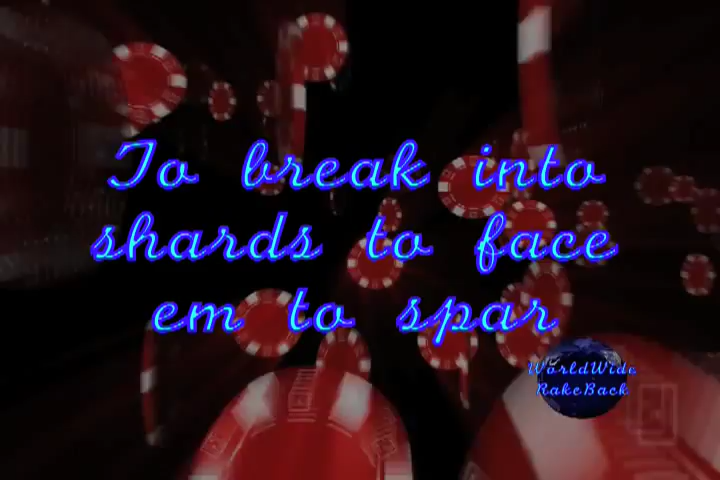 To break into
shards to face
em to spar
WorldWide
RakeBack